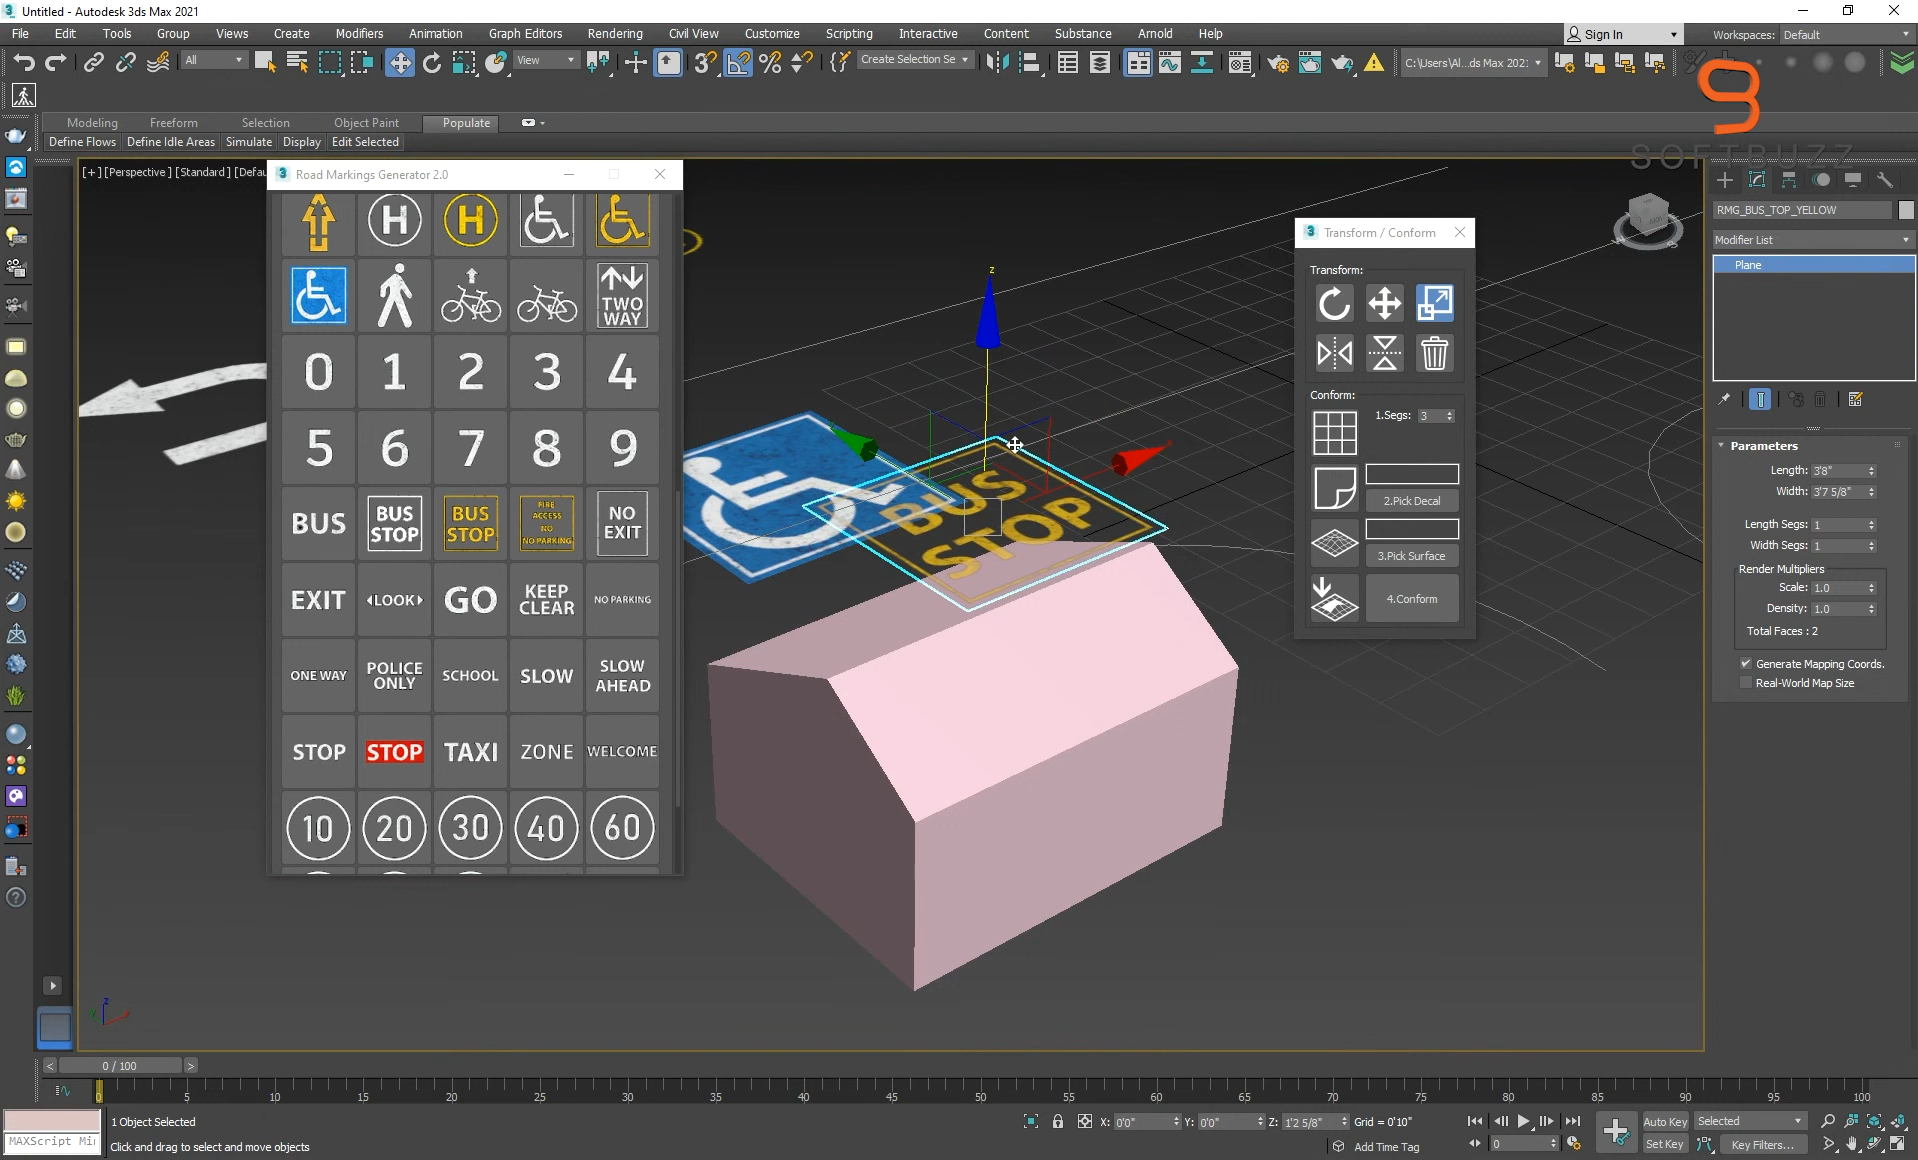 Untitled - Autodesk 3ds Max 2021
File Edit Tools Group Views Create Modifiers Animation Graph Editors Rendering Civil View Customize Scripting Interactive Content Substance Arnold Help
Sign In
Workspaces: Default
All
View
Create Selection Se
C:\Users\Al...ds Max 202:
SOFTBUZZ
Modeling Freeform Selection Object Paint Populate
Define Flows Define Idle Areas Simulate Display Edit Selected
[+] [Perspective ] [Standard ] [Defau
Road Markings Generator 2.0
H H
TWO
WAY
0 1 2 3 4
5 6 7 8 9
BUS
BUS
STOP
BUS
STOP
FIRE
ACCESS
NO
NO PARKING
NO
EXIT
EXIT
LOOK
GO
KEEP
CLEAR
NO PARKING
ONE WAY
POLICE
ONLY
SCHOOL
SLOW
SLOW
AHEAD
STOP STOP TAXI ZONE WELCOME
10 20 30 40 60
z
BUS
STOP
Transform / Conform
Transform:
Conform:
1.Segs: 3
2.Pick Decal
3.Pick Surface
4.Conform
RMG_BUS_TOP_YELLOW
Modifier List
Plane
Parameters
Length: 3'8"
Width: 3'7 5/8"
Length Segs: 1
Width Segs: 1
Render Multipliers
Scale: 1.0
Density: 1.0
Total Faces : 2
Generate Mapping Coords.
Real-World Map Size
z
y
< 0 / 100 >
0 5 10 15 20 25 30 35 40 45 50 55 60 65 70 75 80 85 90 95 100
1 Object Selected
X: 0'0" Y: 0'0" Z: 1'2 5/8" Grid = 0'10"
Auto Key Selected
MAXScript Mi
Click and drag to select and move objects
Add Time Tag
0
Set Key Key Filters...